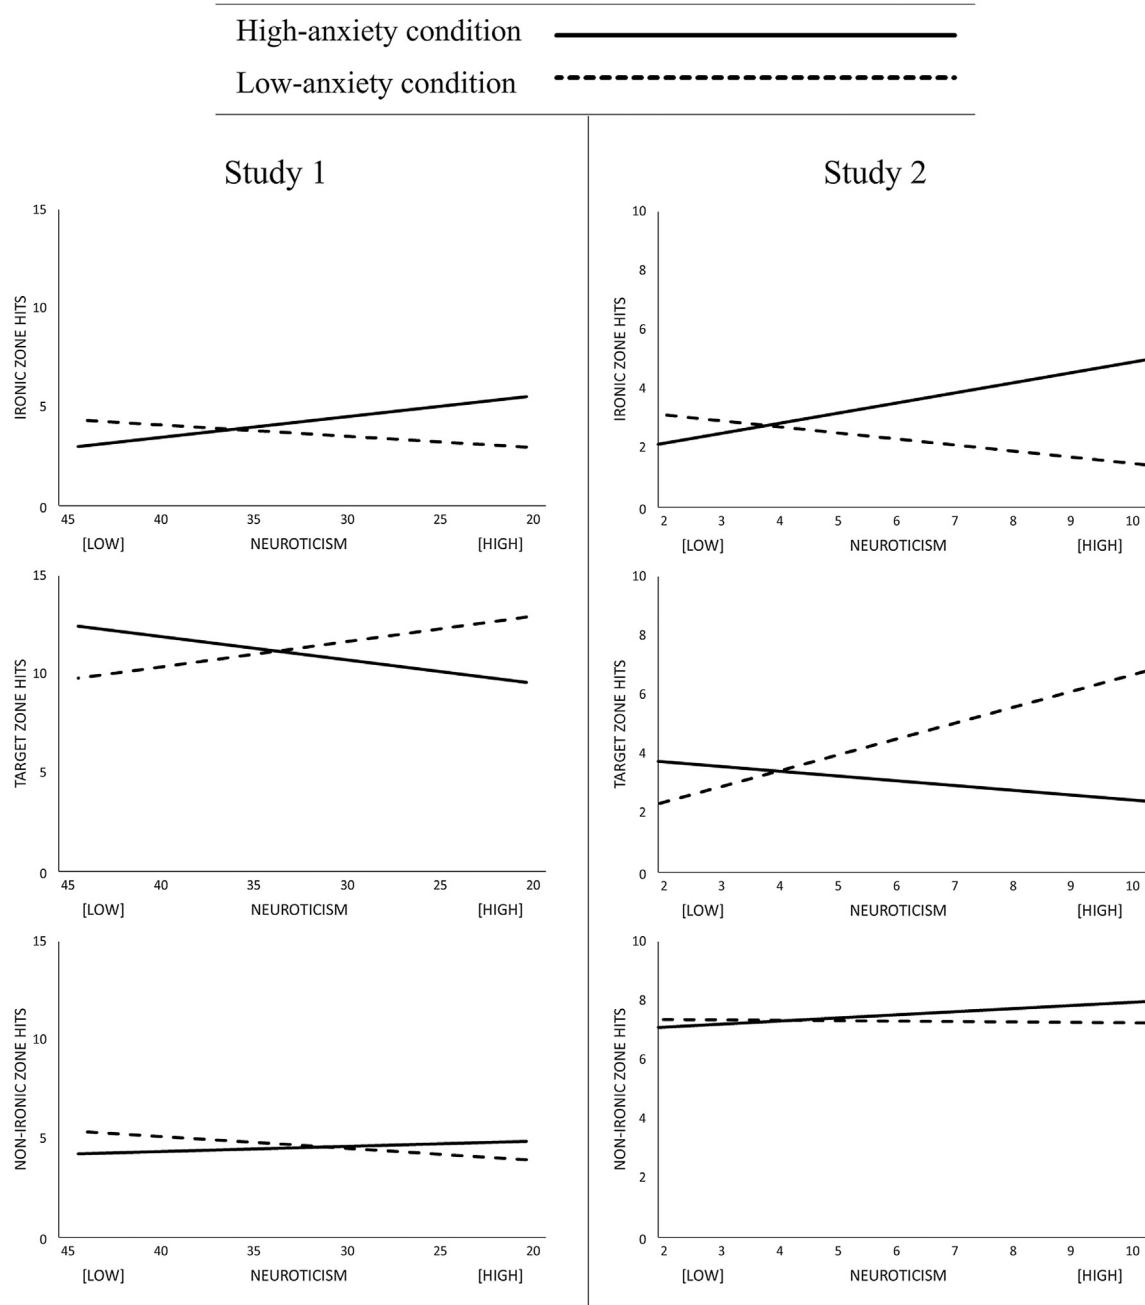 High-anxiety condition
Low-anxiety condition
Study 1
15
10
5
0
IRONIC ZONE HITS
45 40 35 30 25 20
[LOW] NEUROTICISM [HIGH]
15
10
5
0
TARGET ZONE HITS
45 40 35 30 25 20
[LOW] NEUROTICISM [HIGH]
15
10
5
0
NON-IRONIC ZONE HITS
45 40 35 30 25 20
[LOW] NEUROTICISM [HIGH]
Study 2
10
8
6
4
2
0
IRONIC ZONE HITS
2 3 4 5 6 7 8 9 10
[LOW] NEUROTICISM [HIGH]
10
8
6
4
2
0
TARGET ZONE HITS
2 3 4 5 6 7 8 9 10
[LOW] NEUROTICISM [HIGH]
10
8
6
4
2
0
NON-IRONIC ZONE HITS
2 3 4 5 6 7 8 9 10
[LOW] NEUROTICISM [HIGH]